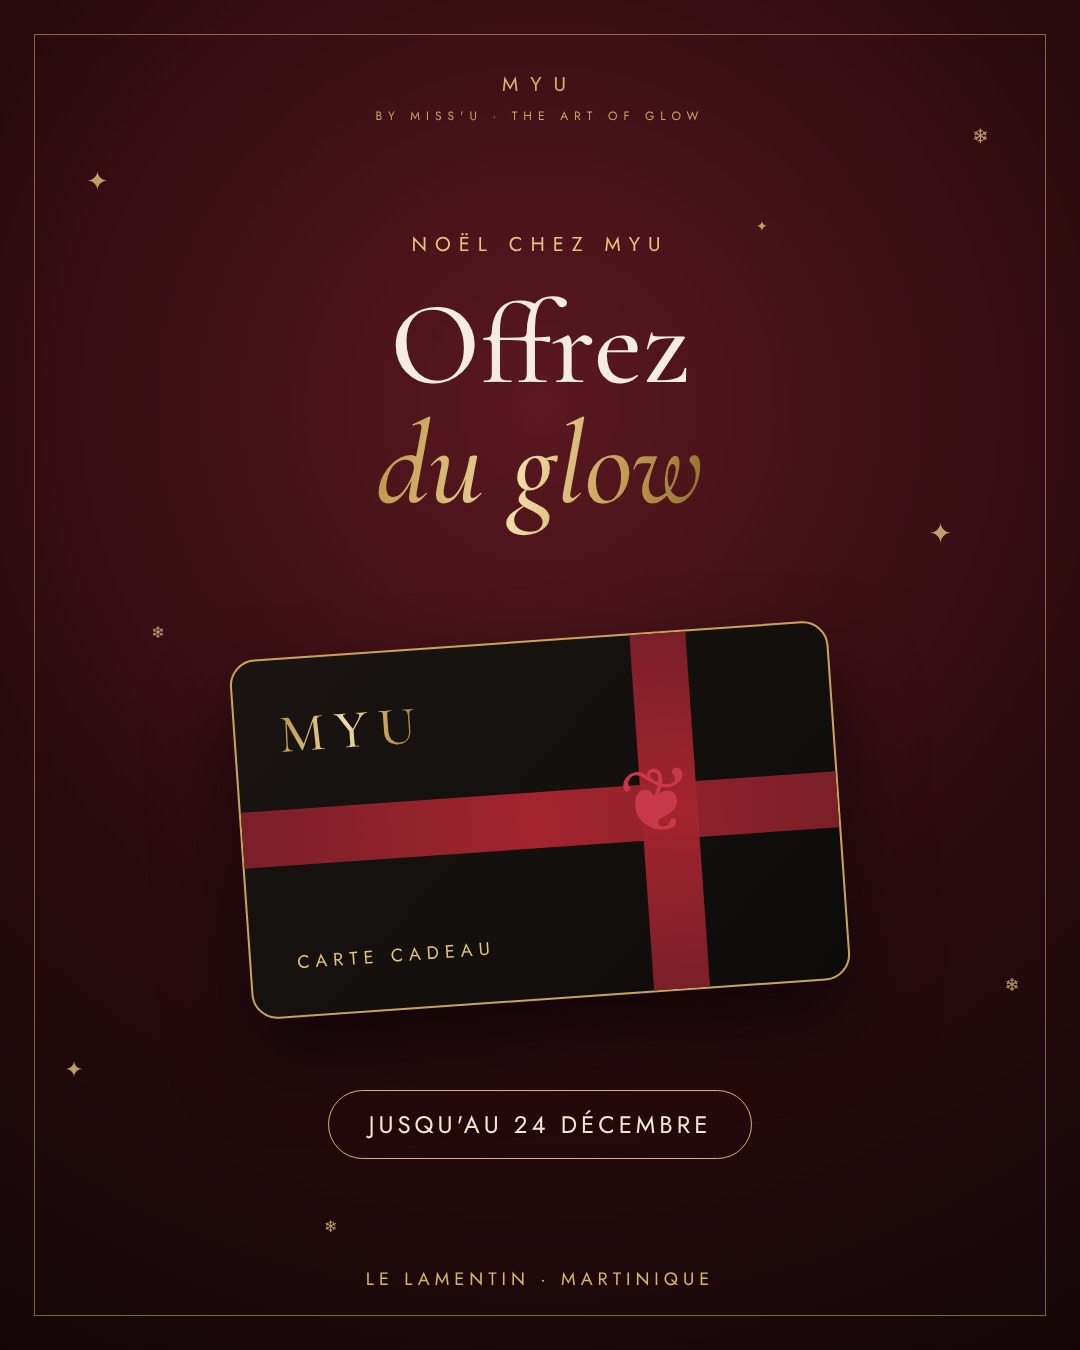 MYU
BY MISS'U · THE ART OF GLOW
NOËL CHEZ MYU
Offrez
du glow
MYU
CARTE CADEAU
JUSQU'AU 24 DÉCEMBRE
LE LAMENTIN · MARTINIQUE